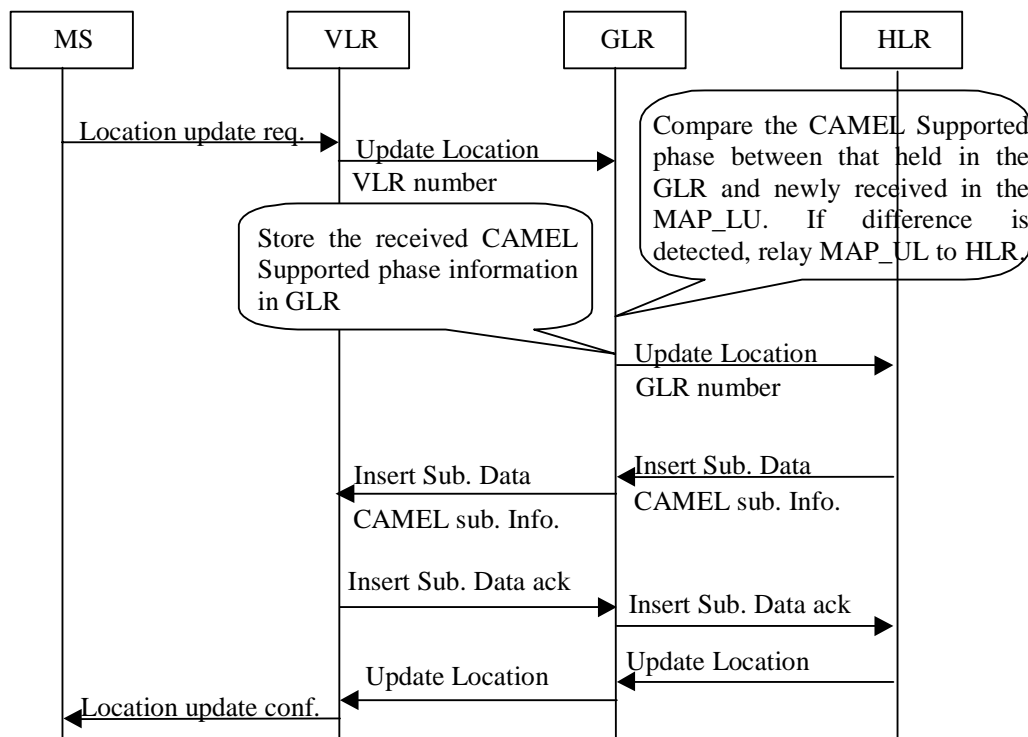 MS
VLR
GLR
HLR
Location update req.
Update Location
VLR number
Compare the CAMEL Supported
phase between that held in the
GLR and newly received in the
MAP_LU. If difference is
detected, relay MAP_UL to HLR.
Store the received CAMEL
Supported phase information
in GLR
Update Location
GLR number
Insert Sub. Data
CAMEL sub. Info.
Insert Sub. Data
CAMEL sub. Info.
Insert Sub. Data ack
Insert Sub. Data ack
Update Location
Update Location
Location update conf.